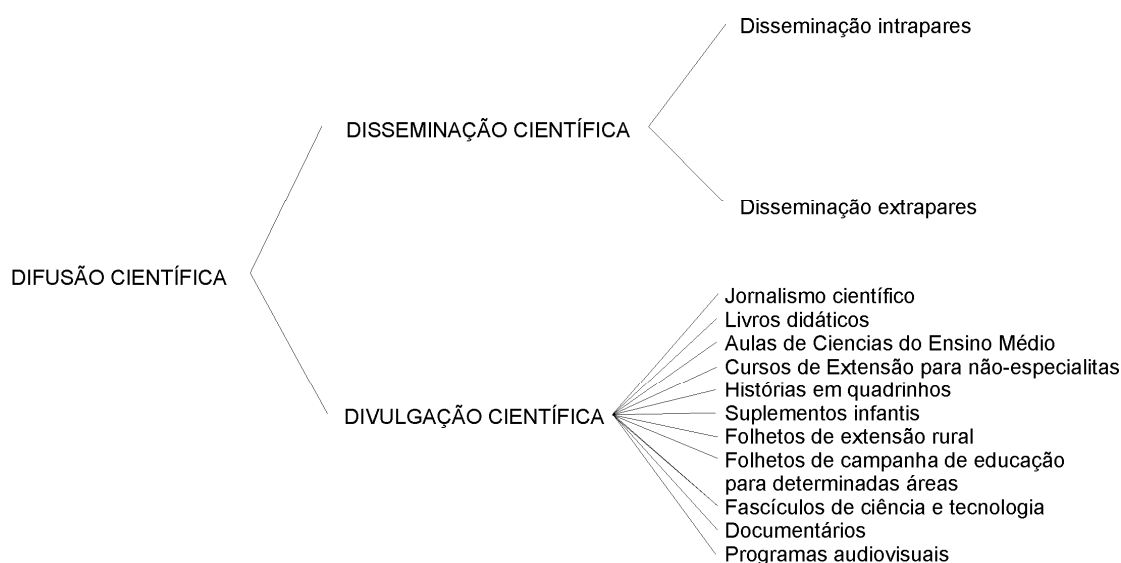 Disseminação intrapares
DISSEMINAÇÃO CIENTÍFICA
Disseminação extrapares
DIFUSÃO CIENTÍFICA
Jornalismo científico
Livros didáticos
Aulas de Ciencias do Ensino Médio
Cursos de Extensão para não-especialitas
Histórias em quadrinhos
DIVULGAÇÃO CIENTÍFICA
Suplementos infantis
Folhetos de extensão rural
Folhetos de campanha de educação
para determinadas áreas
Fascículos de ciência e tecnologia
Documentários
Programas audiovisuais